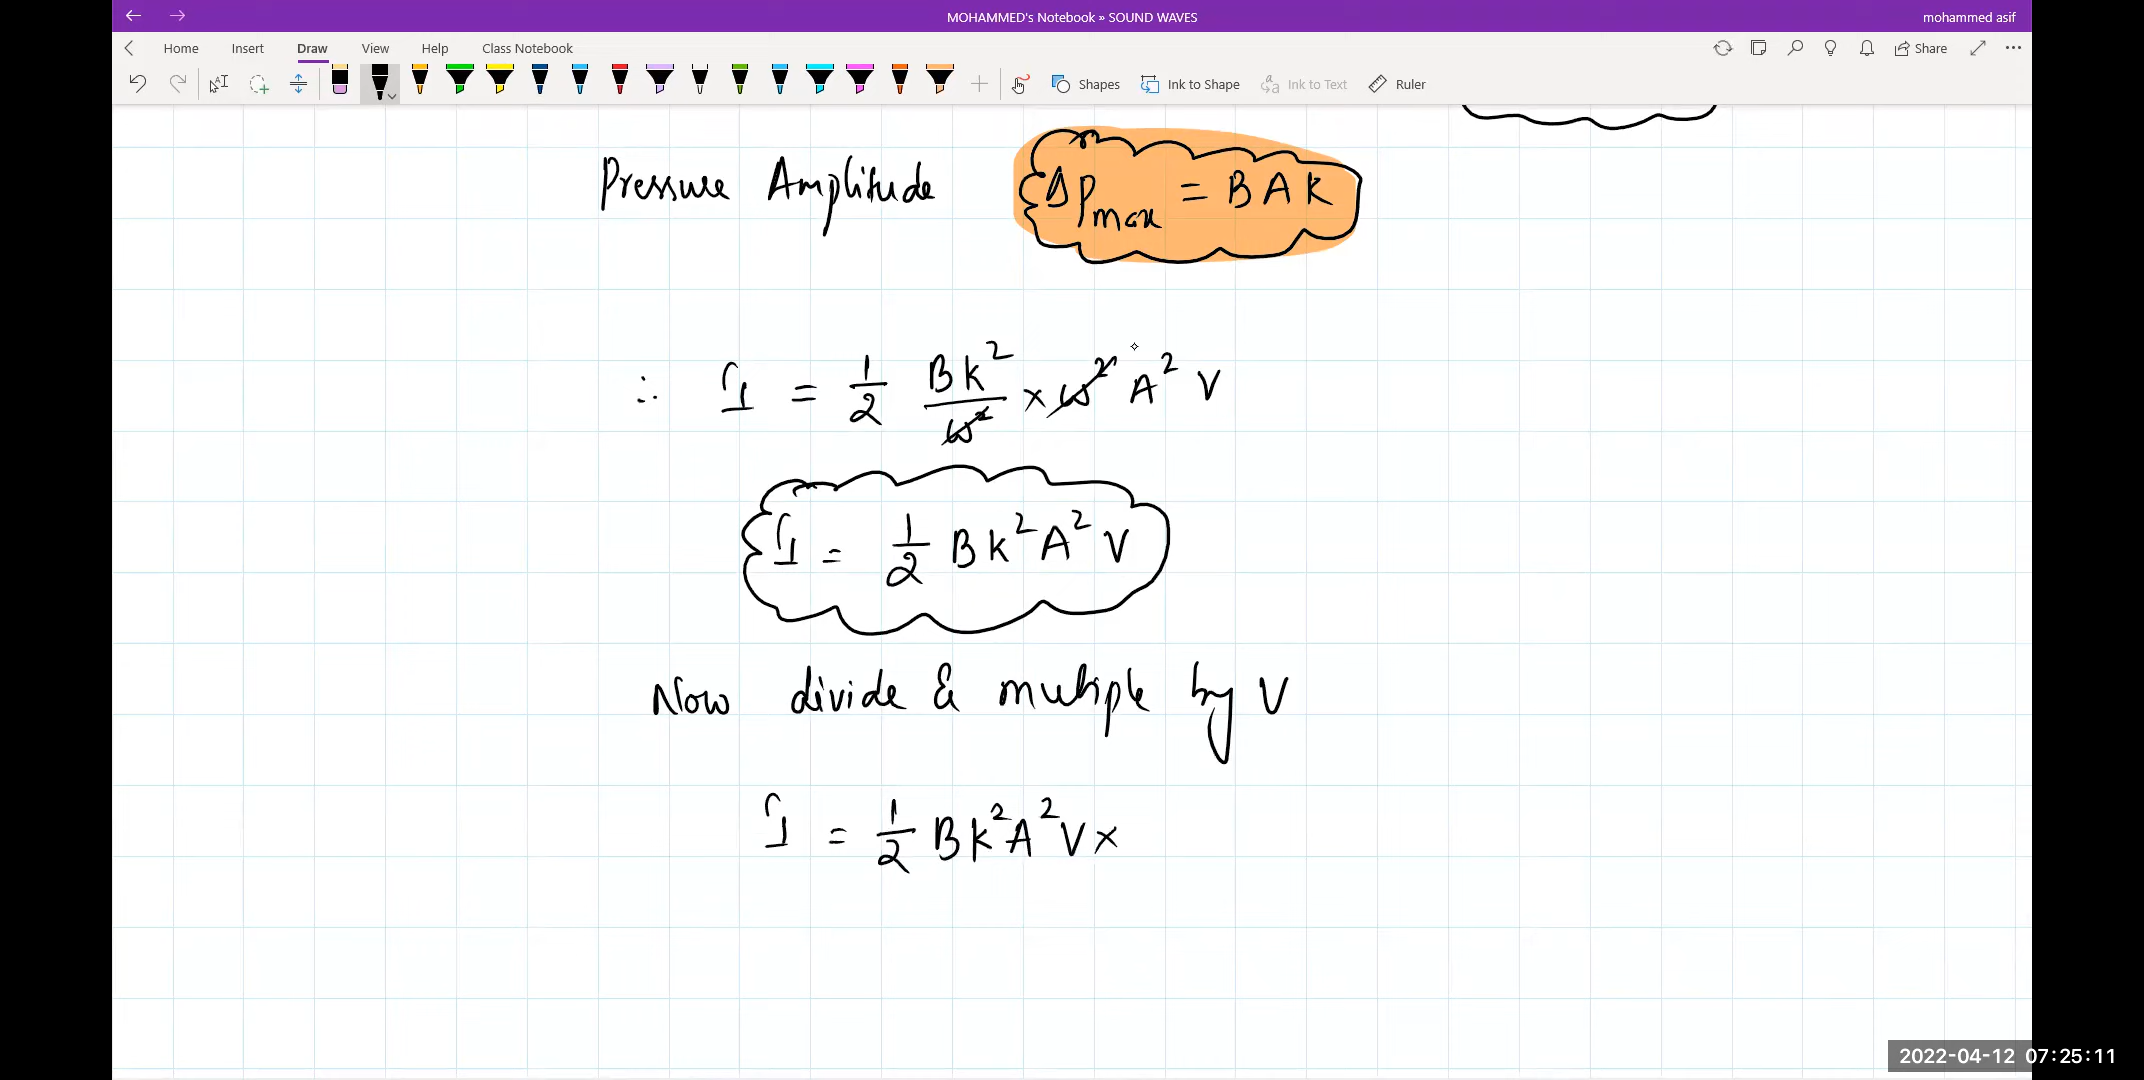 MOHAMMED's Notebook » SOUND WAVES
mohammed asif
Home Insert Draw View Help Class Notebook
Share
Shapes Ink to Shape Ink to Text Ruler
Pressure Amplitude Δp_max = BAK
∴ I = 1/2 BK²/ω² × ω² A² V
I = 1/2 BK²A² V
Now divide & multiple by V
I = 1/2 BK²A²V×
2022-04-12 07:25:11